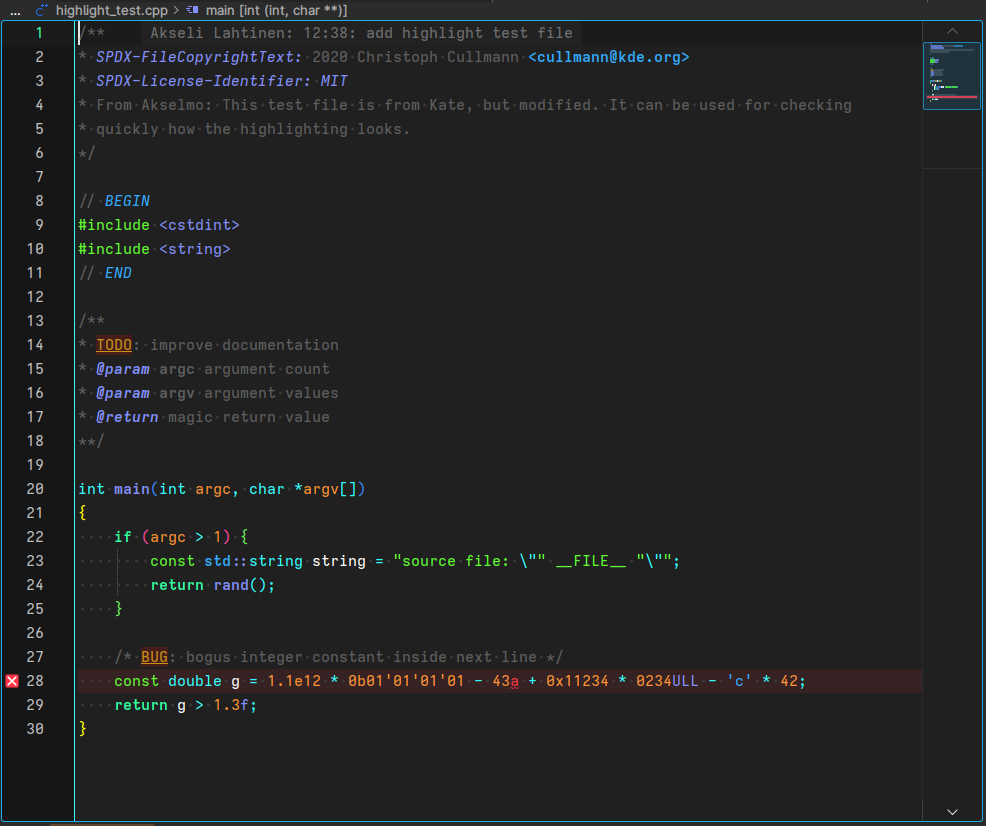 ... highlight_test.cpp > main [int (int, char **)]
1 /** Akseli Lahtinen: 12:38: add highlight test file
2 * SPDX-FileCopyrightText: 2020 Christoph Cullmann <cullmann@kde.org>
3 * SPDX-License-Identifier: MIT
4 * From Akselmo: This test file is from Kate, but modified. It can be used for checking
5 * quickly how the highlighting looks.
6 */
7
8 // BEGIN
9 #include <cstdint>
10 #include <string>
11 // END
12
13 /**
14 * TODO: improve documentation
15 * @param argc argument count
16 * @param argv argument values
17 * @return magic return value
18 **/
19
20 int main(int argc, char *argv[])
21 {
22     if (argc > 1) {
23         const std::string string = "source file: \"" __FILE__ "\"";
24         return rand();
25     }
26
27     /* BUG: bogus integer constant inside next line */
28     const double g = 1.1e12 * 0b01'01'01'01 - 43a + 0x11234 * 0234ULL - 'c' * 42;
29     return g > 1.3f;
30 }